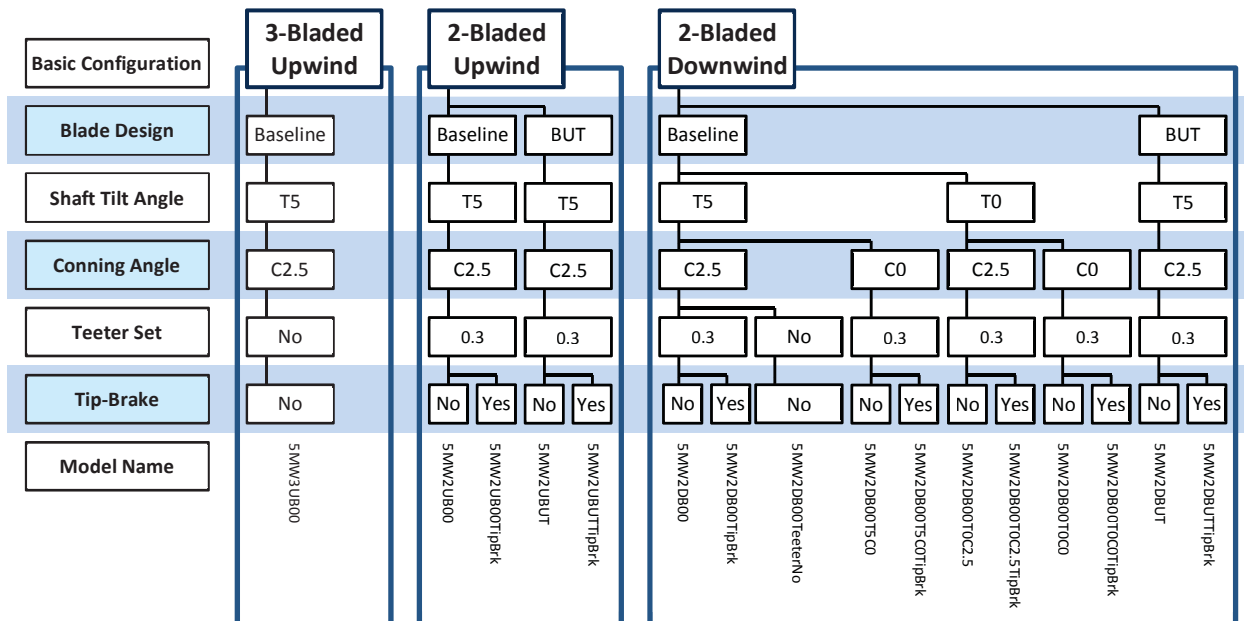 3-Bladed
Upwind
2-Bladed
Upwind
2-Bladed
Downwind
Basic Configuration
Blade Design
Baseline
Baseline
BUT
Baseline
BUT
Shaft Tilt Angle
T5
T5
T5
T5
T0
T5
Conning Angle
C2.5
C2.5
C2.5
C2.5
C0
C2.5
C0
C2.5
Teeter Set
No
0.3
0.3
0.3
No
0.3
0.3
0.3
0.3
Tip-Brake
No
No
Yes
No
Yes
No
Yes
No
No
Yes
No
Yes
No
Yes
No
Yes
Model Name
5MW3UB00
5MW2UB00
5MW2UB00TipBrk
5MW2UBUT
5MW2UBUTTipBrk
5MW2DB00
5MW2DB00TipBrk
5MW2DB00TeeterNo
5MW2DB00T5C0
5MW2DB00T5C0TipBrk
5MW2DB00T0C2.5
5MW2DB00T0C2.5TipBrk
5MW2DB00T0C0
5MW2DB00T0C0TipBrk
5MW2DBUT
5MW2DBUTTipBrk